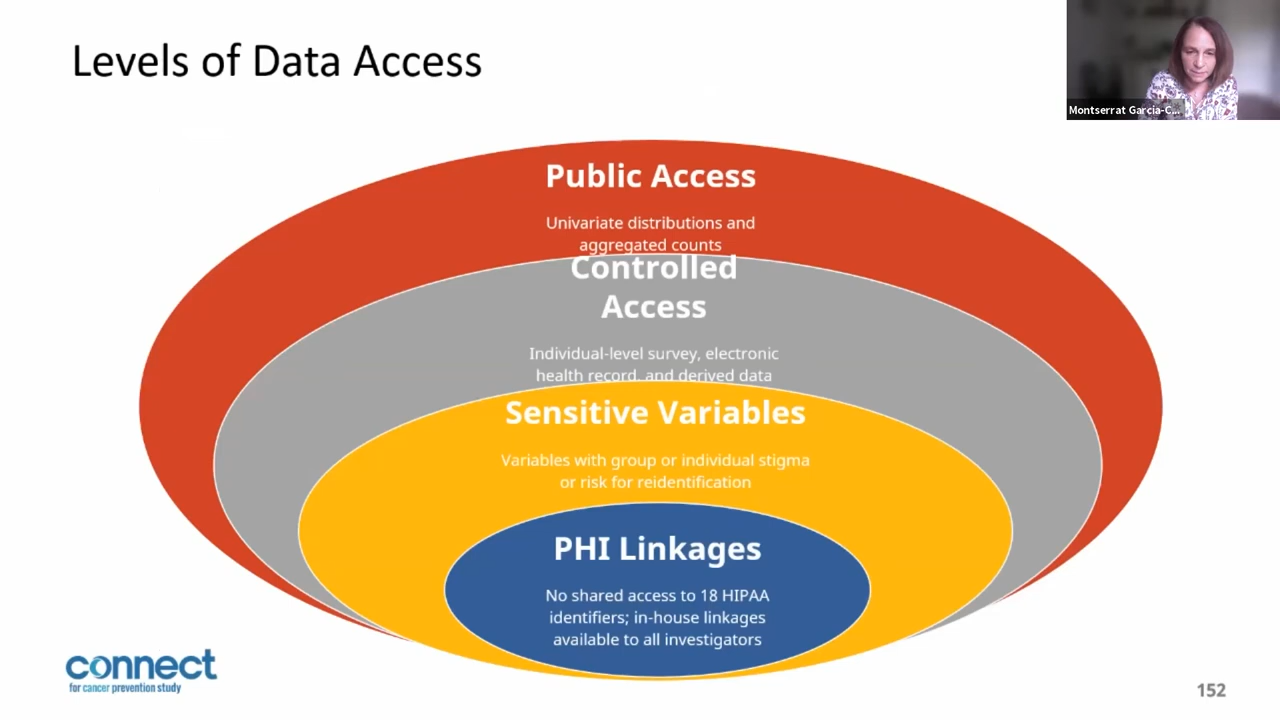 Levels of Data Access
Montserrat Garcia-C...
Public Access
Univariate distributions and
aggregated counts
Controlled
Access
Individual-level survey, electronic
health record, and derived data
Sensitive Variables
Variables with group or individual stigma
or risk for reidentification
PHI Linkages
No shared access to 18 HIPAA
identifiers; in-house linkages
available to all investigators
connect
for cancer prevention study
152